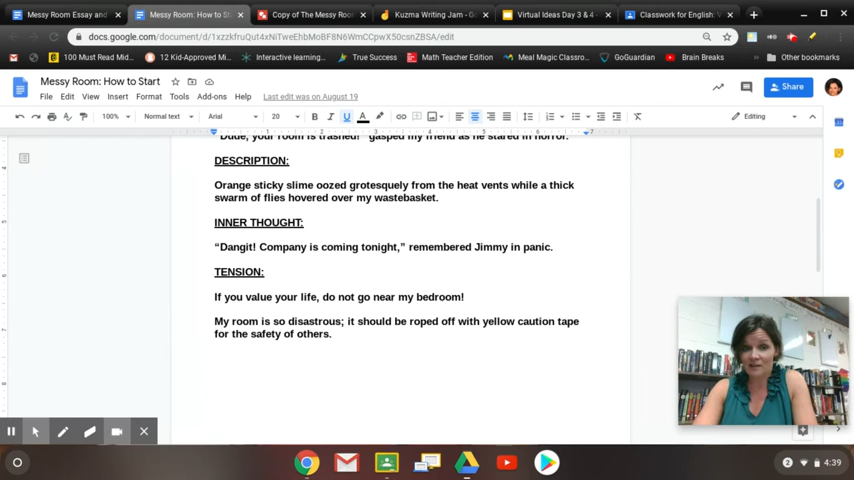 Messy Room Essay and
Messy Room: How to Sta
Copy of The Messy Room
Kuzma Writing Jam - G
Virtual Ideas Day 3 & 4 -
Classwork for English: V
docs.google.com/document/d/1xzzkfruQut4xNiTweEhbMoBF8N6WmCCpwX50csnZBSA/edit
100 Must Read Mid...
12 Kid-Approved Mi...
Interactive learning...
True Success
Math Teacher Edition
Meal Magic Classro...
GoGuardian
Brain Breaks
Other bookmarks
Messy Room: How to Start
File Edit View Insert Format Tools Add-ons Help Last edit was on August 19
Share
100% Normal text Arial 20 B I U A Editing
"Dude, your room is trashed!" gasped my friend as he stared in horror.
DESCRIPTION:
Orange sticky slime oozed grotesquely from the heat vents while a thick
swarm of flies hovered over my wastebasket.
INNER THOUGHT:
“Dangit! Company is coming tonight,” remembered Jimmy in panic.
TENSION:
If you value your life, do not go near my bedroom!
My room is so disastrous; it should be roped off with yellow caution tape
for the safety of others.
2 4:39